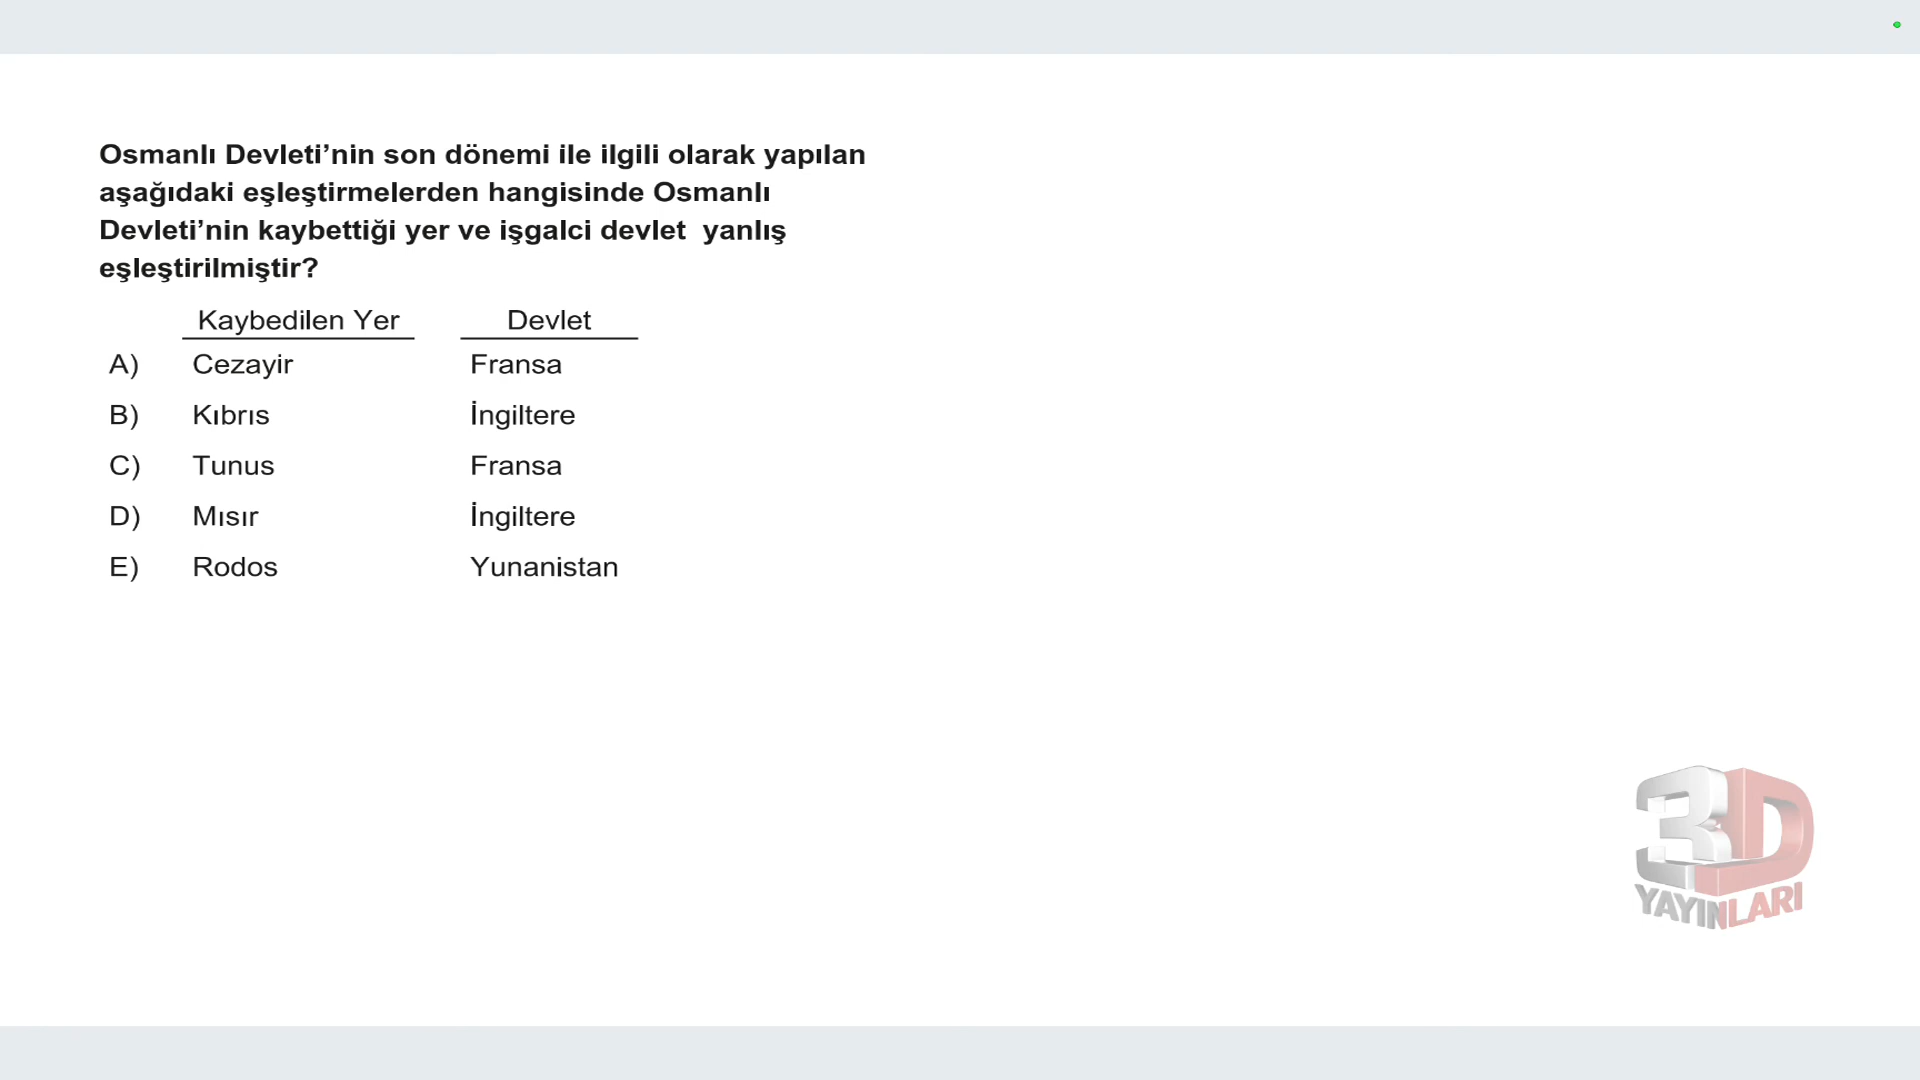 Osmanlı Devleti’nin son dönemi ile ilgili olarak yapılan
aşağıdaki eşleştirmelerden hangisinde Osmanlı
Devleti’nin kaybettiği yer ve işgalci devlet  yanlış
eşleştirilmiştir?
Kaybedilen Yer Devlet
A) Cezayir Fransa
B) Kıbrıs İngiltere
C) Tunus Fransa
D) Mısır İngiltere
E) Rodos Yunanistan
3D
YAYINLARI